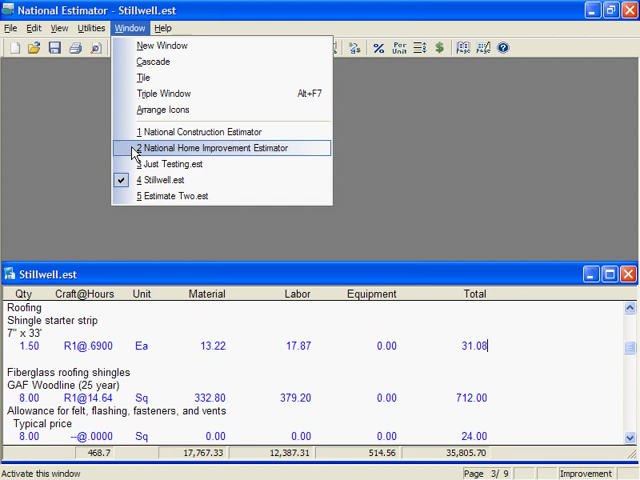 National Estimator - Stillwell.est
File Edit View Utilities Window Help
New Window
Cascade
Tile
Triple Window Alt+F7
Arrange Icons
1 National Construction Estimator
2 National Home Improvement Estimator
3 Just Testing.est
4 Stillwell.est
5 Estimate Two.est
% Per Unit $ ?
Stillwell.est
Qty Craft@Hours Unit Material Labor Equipment Total
Roofing
Shingle starter strip
7" x 33'
1.50 R1@.6900 Ea 13.22 17.87 0.00 31.08
Fiberglass roofing shingles
GAF Woodline (25 year)
8.00 R1@14.64 Sq 332.80 379.20 0.00 712.00
Allowance for felt, flashing, fasteners, and vents
Typical price
8.00 --@.0000 Sq 0.00 0.00 0.00 24.00
468.7 17,767.33 12,387.31 514.56 35,805.70
Activate this window Page 3/ 9 Improvement